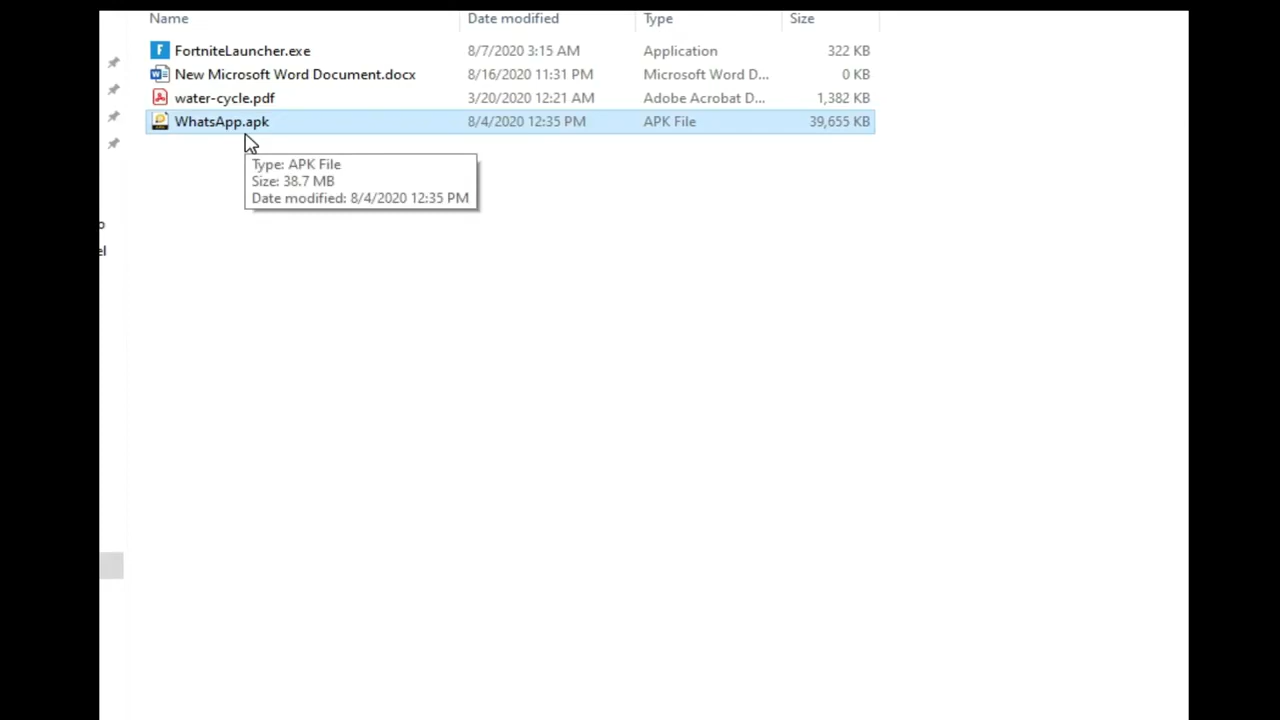 Name Date modified Type Size
FortniteLauncher.exe 8/7/2020 3:15 AM Application 322 KB
New Microsoft Word Document.docx 8/16/2020 11:31 PM Microsoft Word D... 0 KB
water-cycle.pdf 3/20/2020 12:21 AM Adobe Acrobat D... 1,382 KB
WhatsApp.apk 8/4/2020 12:35 PM APK File 39,655 KB
Type: APK File
Size: 38.7 MB
Date modified: 8/4/2020 12:35 PM
el